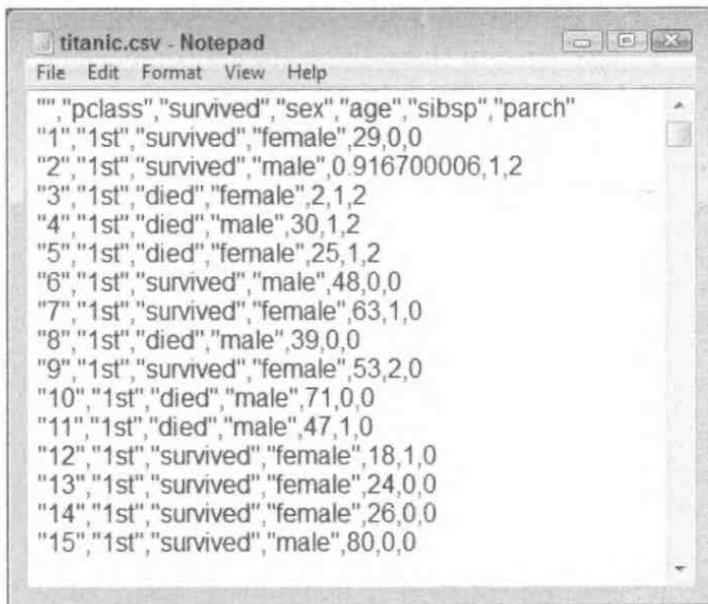 titanic.csv - Notepad
File Edit Format View Help
"","pclass","survived","sex","age","sibsp","parch"
"1","1st","survived","female",29,0,0
"2","1st","survived","male",0.916700006,1,2
"3","1st","died","female",2,1,2
"4","1st","died","male",30,1,2
"5","1st","died","female",25,1,2
"6","1st","survived","male",48,0,0
"7","1st","survived","female",63,1,0
"8","1st","died","male",39,0,0
"9","1st","survived","female",53,2,0
"10","1st","died","male",71,0,0
"11","1st","died","male",47,1,0
"12","1st","survived","female",18,1,0
"13","1st","survived","female",24,0,0
"14","1st","survived","female",26,0,0
"15","1st","survived","male",80,0,0